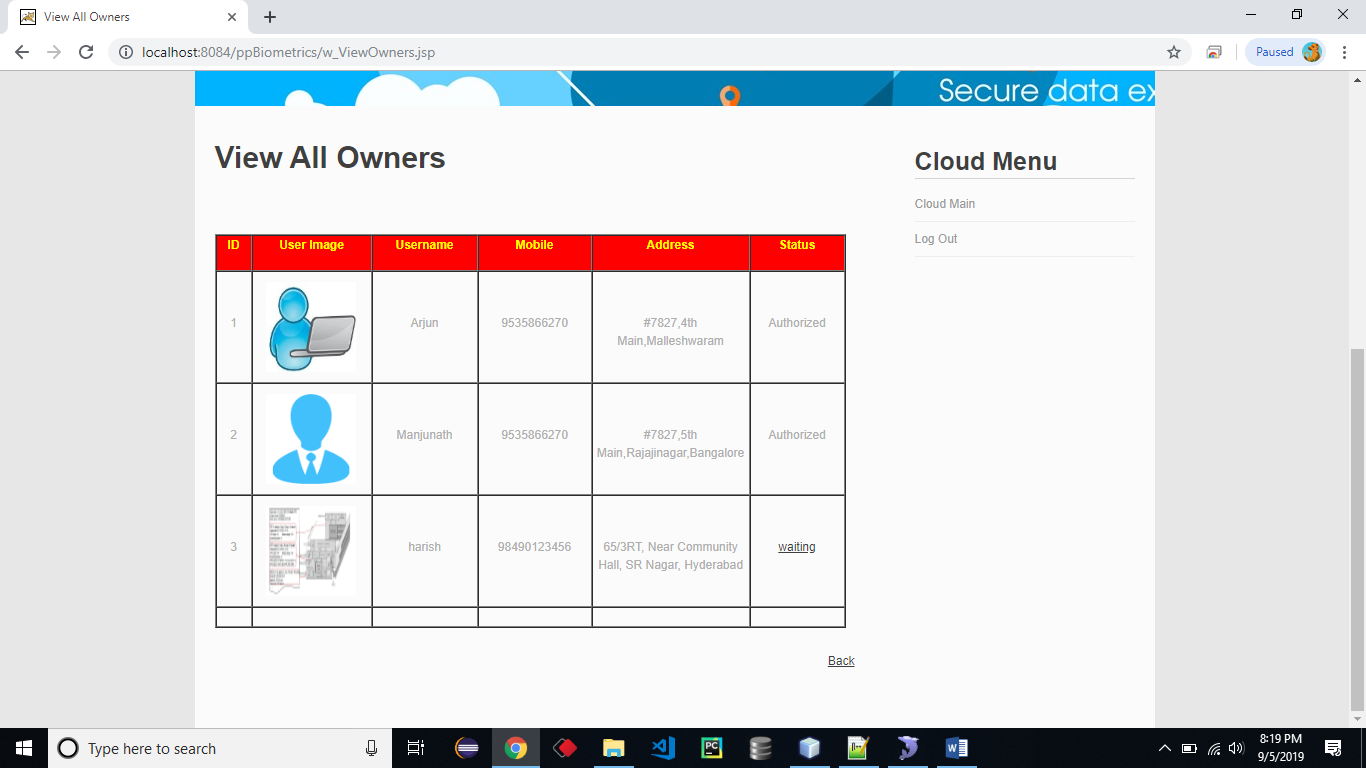 View All Owners
localhost:8084/ppBiometrics/w_ViewOwners.jsp
Paused
Secure data ex
View All Owners
Cloud Menu
Cloud Main
Log Out
ID User Image Username Mobile Address Status
1 Arjun 9535866270 #7827,4th Authorized
Main,Malleshwaram
2 Manjunath 9535866270 #7827,5th Authorized
Main,Rajajinagar,Bangalore
3 harish 98490123456 65/3RT, Near Community waiting
Hall, SR Nagar, Hyderabad
Back
Type here to search
PC
8:19 PM
9/5/2019